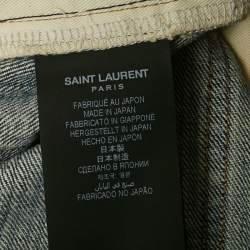 SAINT LAURENT
PARIS
FABRIQUÉ AU JAPON
MADE IN JAPAN
FABBRICATO IN GIAPPONE
HERGESTELLT IN JAPAN
HECHO EN JAPÓN
日本製
日本制造
СДЕЛАНО В ЯПОНИИ
صنع في اليابان
FABRICADO NO JAPÃO